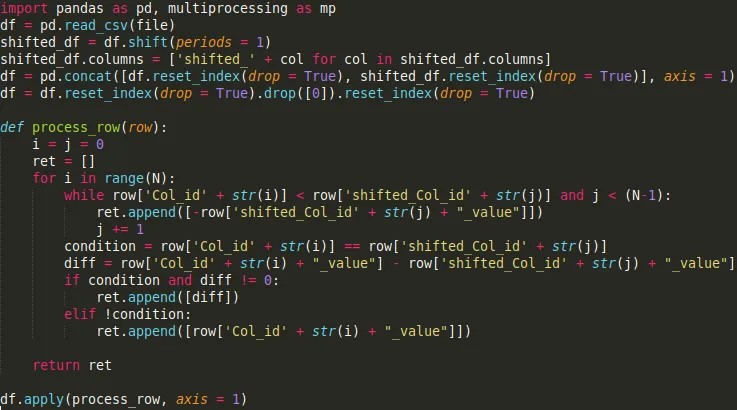 import pandas as pd, multiprocessing as mp
df = pd.read_csv(file)
shifted_df = df.shift(periods = 1)
shifted_df.columns = ['shifted_' + col for col in shifted_df.columns]
df = pd.concat([df.reset_index(drop = True), shifted_df.reset_index(drop = True)], axis = 1)
df = df.reset_index(drop = True).drop([0]).reset_index(drop = True)

def process_row(row):
    i = j = 0
    ret = []
    for i in range(N):
        while row['Col_id' + str(i)] < row['shifted_Col_id' + str(j)] and j < (N-1):
            ret.append([-row['shifted_Col_id' + str(j) + "_value"]])
            j += 1
        condition = row['Col_id' + str(i)] == row['shifted_Col_id' + str(j)]
        diff = row['Col_id' + str(i) + "_value"] - row['shifted_Col_id' + str(j) + "_value"]
        if condition and diff != 0:
            ret.append([diff])
        elif !condition:
            ret.append([row['Col_id' + str(i) + "_value"]])

    return ret

df.apply(process_row, axis = 1)